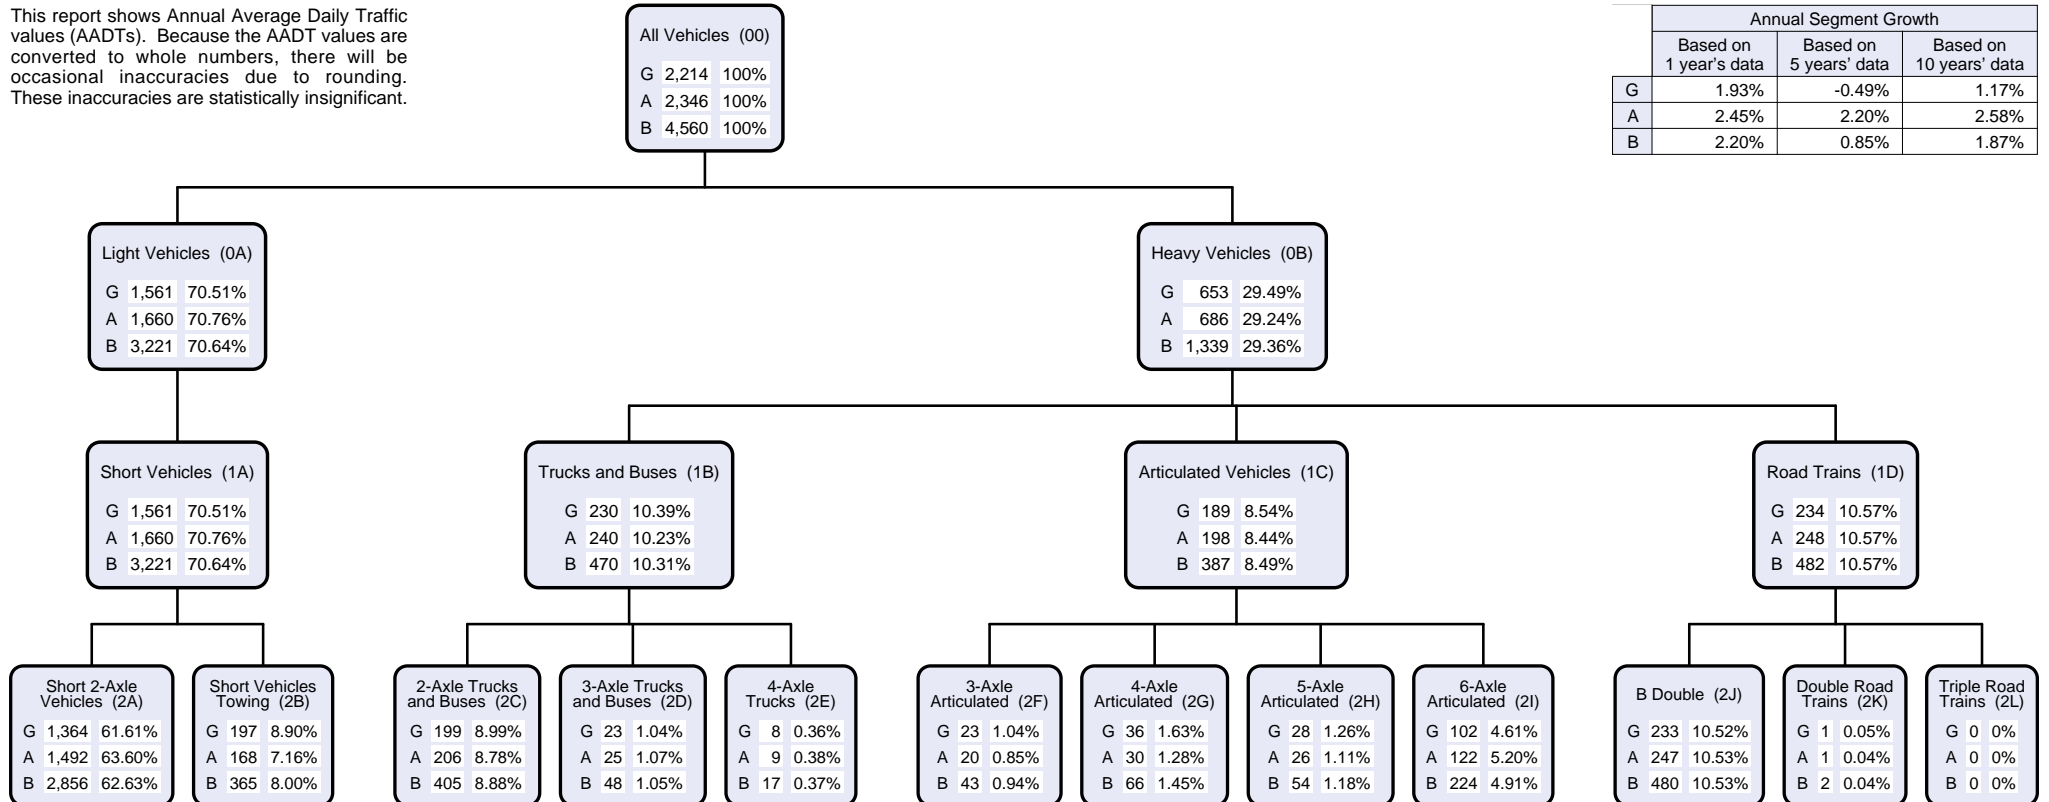 This report shows Annual Average Daily Traffic
values (AADTs). Because the AADT values are
converted to whole numbers, there will be
occasional inaccuracies due to rounding.
These inaccuracies are statistically insignificant.
All Vehicles (00)
G 2,214 100%
A 2,346 100%
B 4,560 100%
Annual Segment Growth
Based on 1 year's data Based on 5 years' data Based on 10 years' data
G 1.93% -0.49% 1.17%
A 2.45% 2.20% 2.58%
B 2.20% 0.85% 1.87%
Light Vehicles (0A)
G 1,561 70.51%
A 1,660 70.76%
B 3,221 70.64%
Heavy Vehicles (0B)
G 653 29.49%
A 686 29.24%
B 1,339 29.36%
Short Vehicles (1A)
G 1,561 70.51%
A 1,660 70.76%
B 3,221 70.64%
Trucks and Buses (1B)
G 230 10.39%
A 240 10.23%
B 470 10.31%
Articulated Vehicles (1C)
G 189 8.54%
A 198 8.44%
B 387 8.49%
Road Trains (1D)
G 234 10.57%
A 248 10.57%
B 482 10.57%
Short 2-Axle
Vehicles (2A)
G 1,364 61.61%
A 1,492 63.60%
B 2,856 62.63%
Short Vehicles
Towing (2B)
G 197 8.90%
A 168 7.16%
B 365 8.00%
2-Axle Trucks
and Buses (2C)
G 199 8.99%
A 206 8.78%
B 405 8.88%
3-Axle Trucks
and Buses (2D)
G 23 1.04%
A 25 1.07%
B 48 1.05%
4-Axle
Trucks (2E)
G 8 0.36%
A 9 0.38%
B 17 0.37%
3-Axle
Articulated (2F)
G 23 1.04%
A 20 0.85%
B 43 0.94%
4-Axle
Articulated (2G)
G 36 1.63%
A 30 1.28%
B 66 1.45%
5-Axle
Articulated (2H)
G 28 1.26%
A 26 1.11%
B 54 1.18%
6-Axle
Articulated (2I)
G 102 4.61%
A 122 5.20%
B 224 4.91%
B Double (2J)
G 233 10.52%
A 247 10.53%
B 480 10.53%
Double Road
Trains (2K)
G 1 0.05%
A 1 0.04%
B 2 0.04%
Triple Road
Trains (2L)
G 0 0%
A 0 0%
B 0 0%